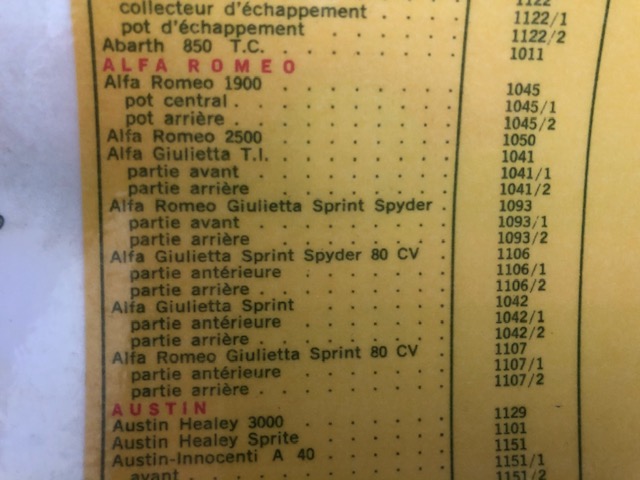 1122
collecteur d'échappement . 1122/1
pot d'échappement . . . . 1122/2
Abarth 850 T.C. . . . . . . 1011
ALFA ROMEO
Alfa Romeo 1900 . . . . . . 1045
pot central . . . . . . . . 1045/1
pot arrière . . . . . . . . 1045/2
Alfa Romeo 2500 . . . . . . 1050
Alfa Giulietta T.I. . . . . . . 1041
partie avant . . . . . . . 1041/1
partie arrière . . . . . . . 1041/2
Alfa Romeo Giulietta Sprint Spyder . 1093
partie avant . . . . . . . 1093/1
partie arrière . . . . . . . 1093/2
Alfa Giulietta Sprint Spyder 80 CV . 1106
partie antérieure . . . . . . 1106/1
partie arrière . . . . . . . 1106/2
Alfa Giulietta Sprint . . . . . 1042
partie antérieure . . . . . . 1042/1
partie arrière . . . . . . . 1042/2
Alfa Romeo Giulietta Sprint 80 CV . 1107
partie antérieure . . . . . . 1107/1
partie arrière . . . . . . . 1107/2
AUSTIN
Austin Healey 3000 . . . . . 1129
Austin Healey Sprite . . . . . 1101
Austin-Innocenti A 40 . . . . . 1151
avant . . . . . . . . 1151/1
1151/2